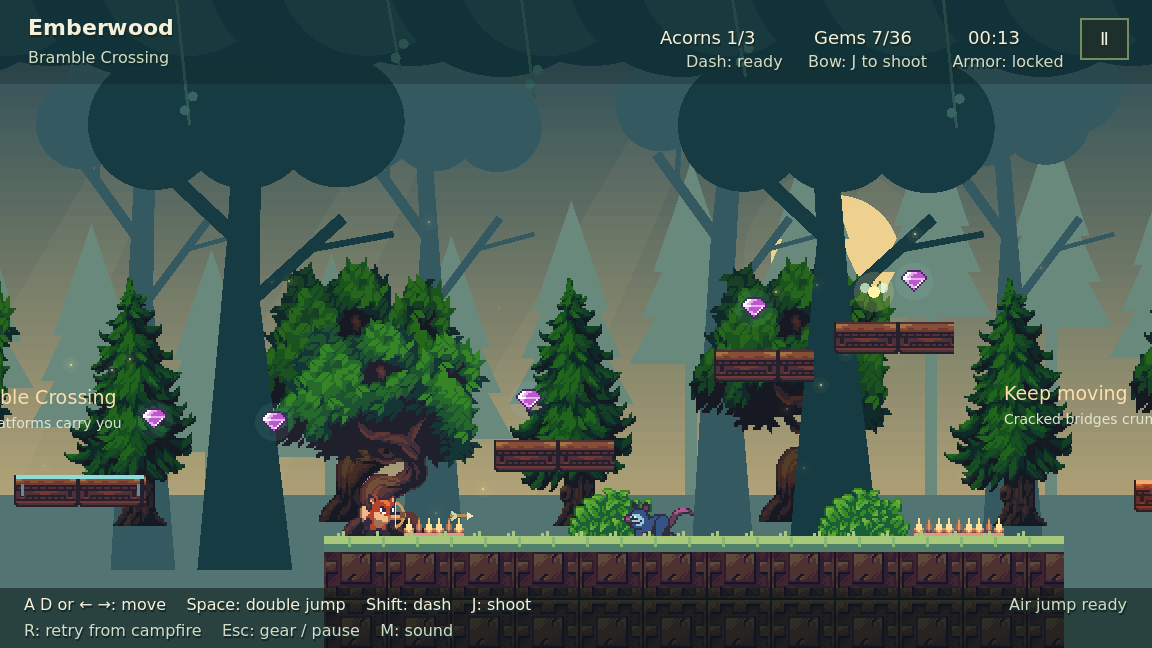 Emberwood
Bramble Crossing
Acorns 1/3 Gems 7/36 00:13
Dash: ready Bow: J to shoot Armor: locked
II
ble Crossing
atforms carry you
Keep moving
Cracked bridges crun
A D or ← →: move Space: double jump Shift: dash J: shoot
R: retry from campfire Esc: gear / pause M: sound
Air jump ready